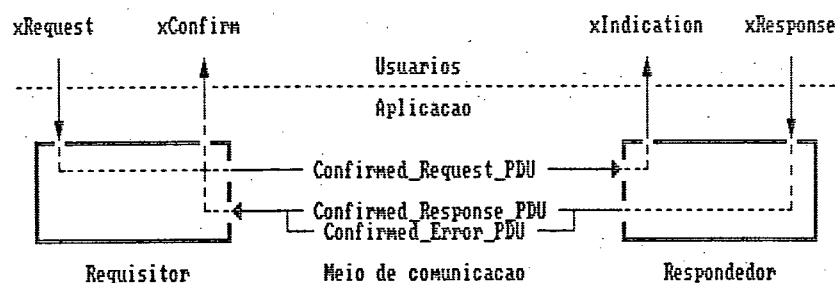 xRequest xConfirm xIndication xResponse
Usuarios
Aplicacao
Confirmed_Request_PDU
Confirmed_Response_PDU
Confirmed_Error_PDU
Requisitor Meio de comunicacao Respondedor